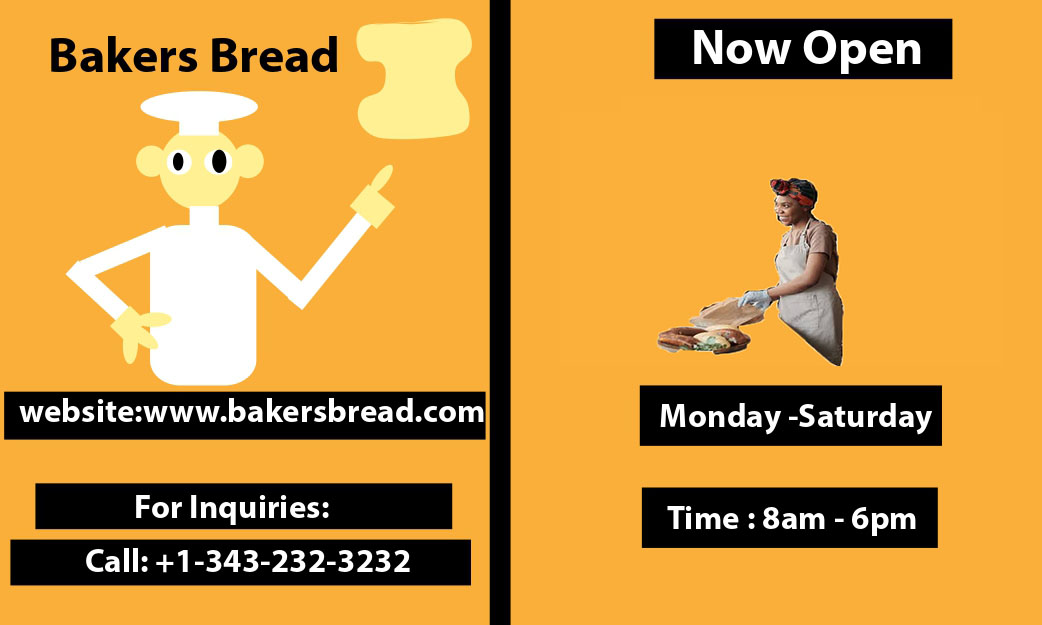 Bakers Bread
website:www.bakersbread.com
For Inquiries:
Call: +1-343-232-3232
Now Open
Monday -Saturday
Time : 8am - 6pm